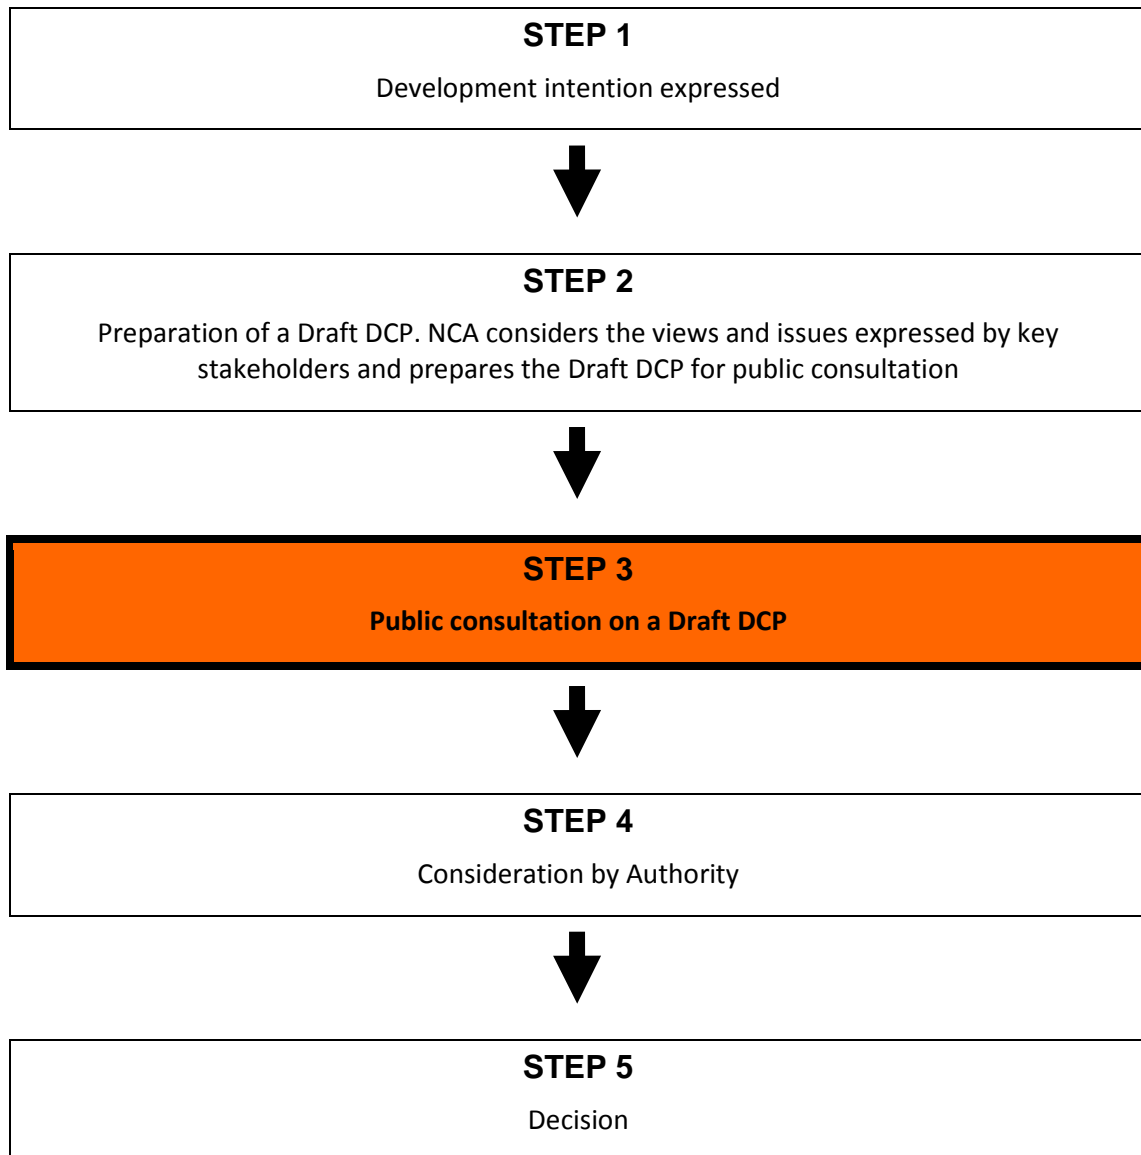 STEP 1
Development intention expressed
STEP 2
Preparation of a Draft DCP. NCA considers the views and issues expressed by key
stakeholders and prepares the Draft DCP for public consultation
STEP 3
Public consultation on a Draft DCP
STEP 4
Consideration by Authority
STEP 5
Decision